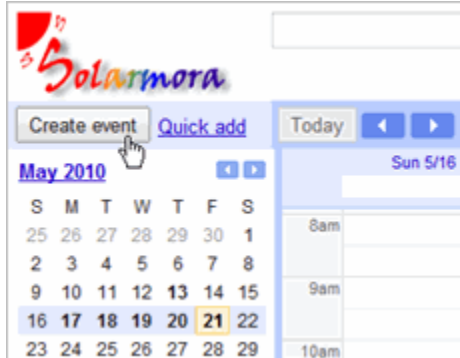 Solarmora
Create event Quick add
Today
May 2010
Sun 5/16
S M T W T F S
25 26 27 28 29 30 1
2 3 4 5 6 7 8
9 10 11 12 13 14 15
16 17 18 19 20 21 22
23 24 25 26 27 28 29
8am
9am
10am